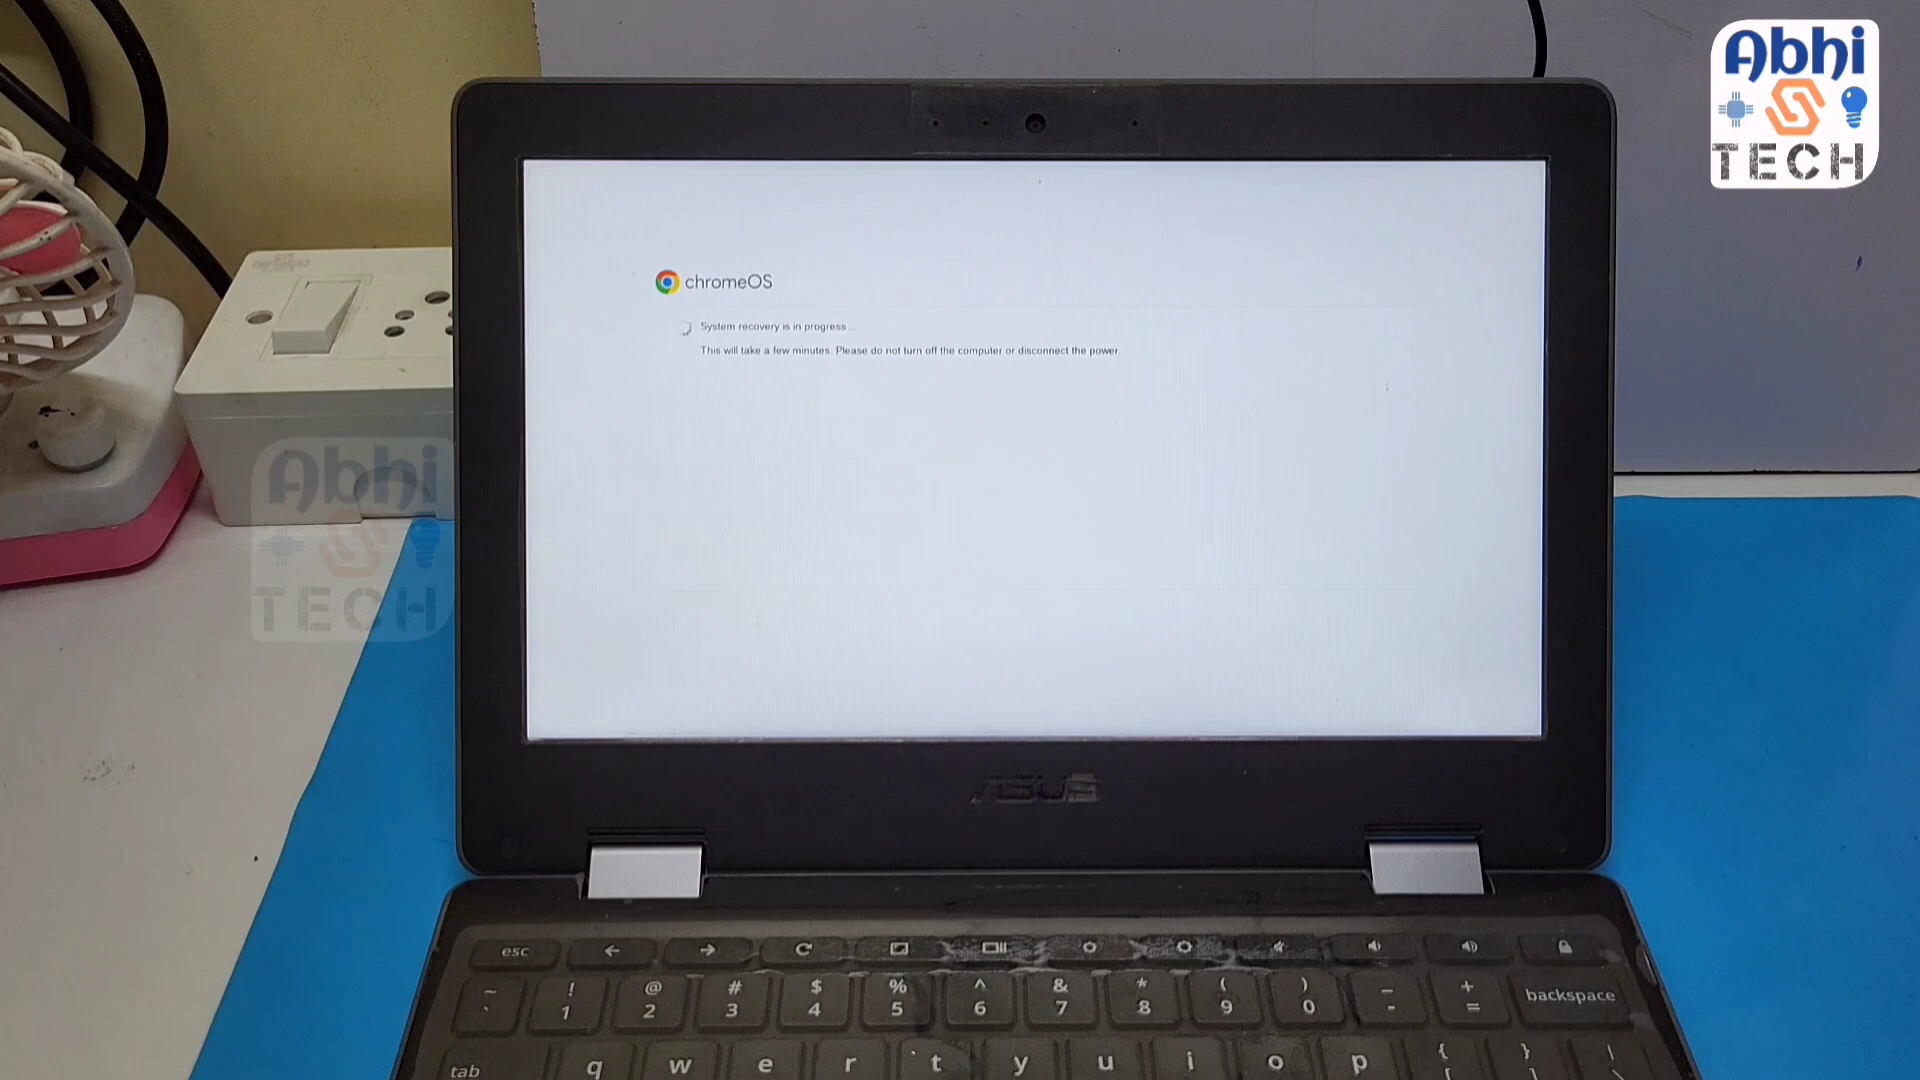 Abhi
TECH
chromeOS
System recovery is in progress...
This will take a few minutes. Please do not turn off the computer or disconnect the power.
Abhi
TECH
ASUS
esc
~ ! @ # $ % ^ & * ( ) _ +
` 1 2 3 4 5 6 7 8 9 0 - = backspace
tab q w e r t y u i o p { } |
[ ] \